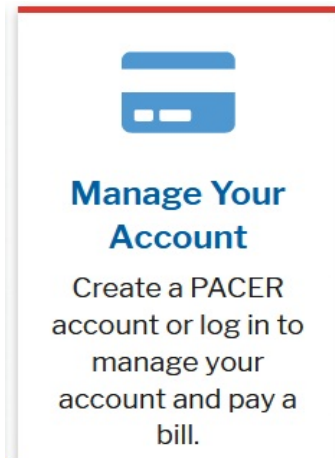 Manage Your
Account
Create a PACER
account or log in to
manage your
account and pay a
bill.